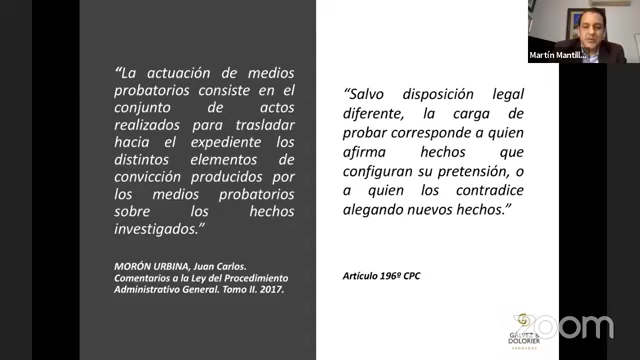 “La actuación de medios
probatorios consiste en el
conjunto de actos
realizados para trasladar
hacia el expediente los
distintos elementos de
convicción producidos por
los medios probatorios
sobre los hechos
investigados.”
MORÓN URBINA, Juan Carlos.
Comentarios a la Ley del Procedimiento
Administrativo General. Tomo II. 2017.
“Salvo disposición legal
diferente, la carga de
probar corresponde a quien
afirma hechos que
configuran su pretensión, o
a quien los contradice
alegando nuevos hechos.”
Artículo 196º CPC
Martín Mantill...
zoom
DOLORIER